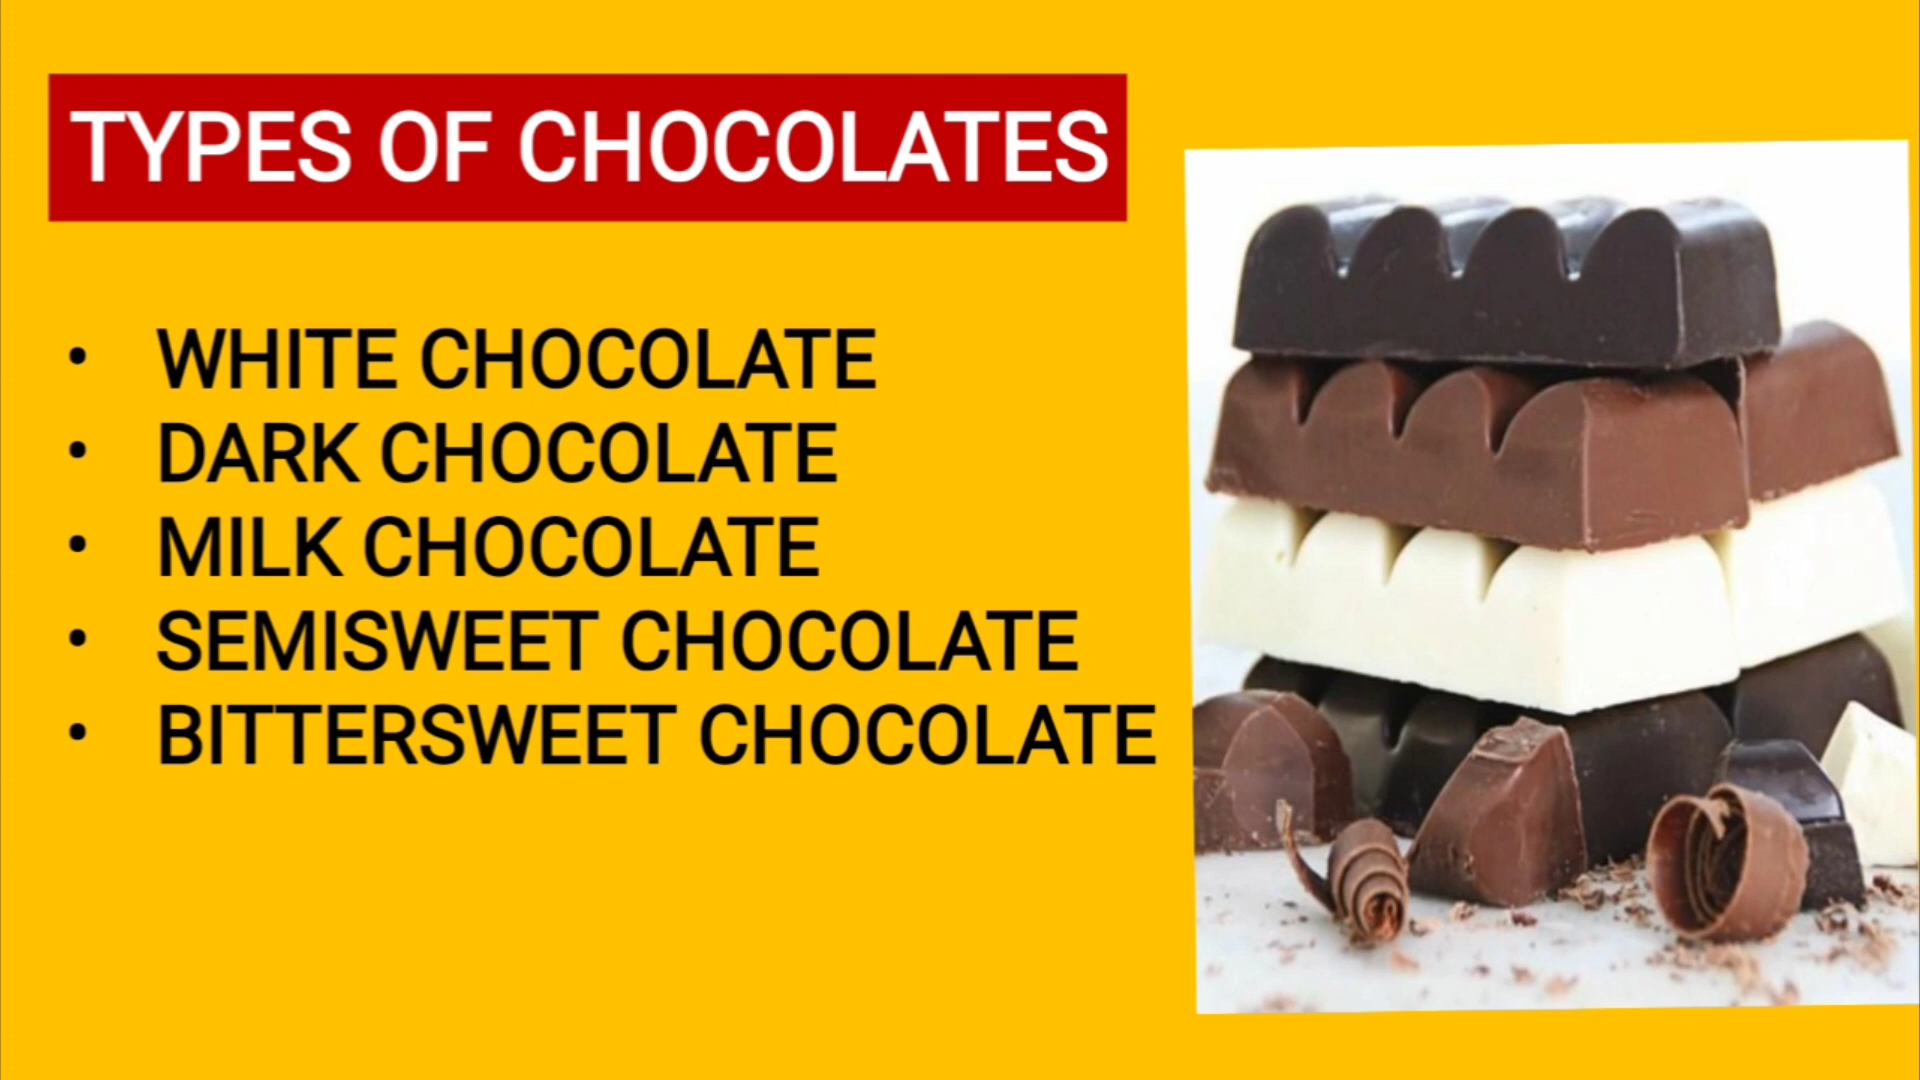 TYPES OF CHOCOLATES
• WHITE CHOCOLATE
• DARK CHOCOLATE
• MILK CHOCOLATE
• SEMISWEET CHOCOLATE
• BITTERSWEET CHOCOLATE